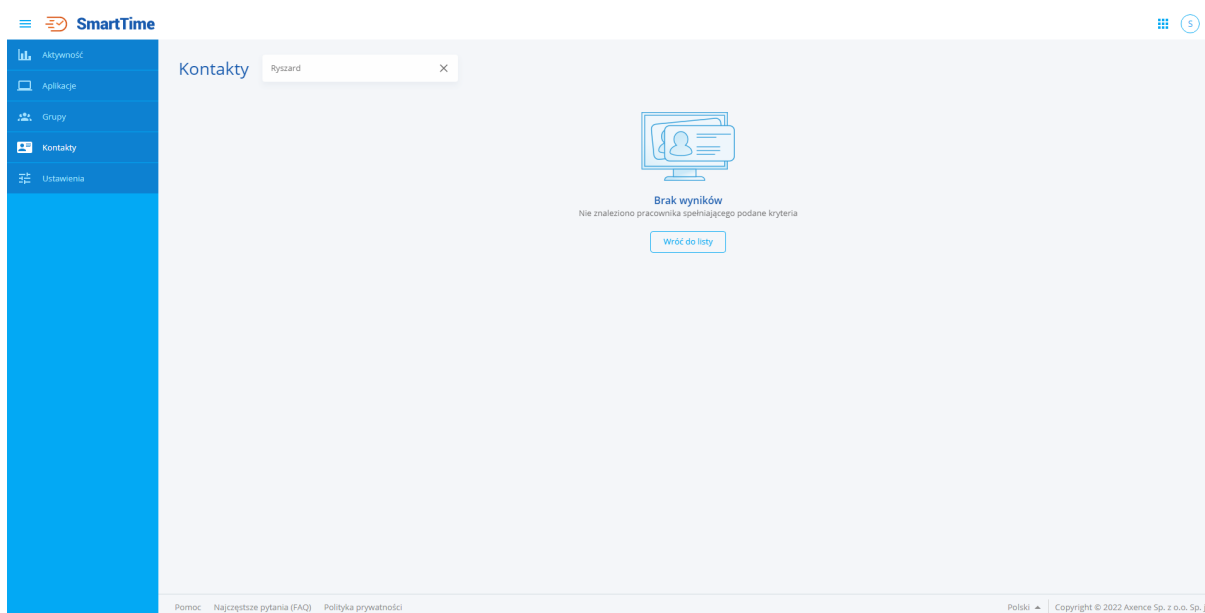 SmartTime
S
Aktywność
Aplikacje
Grupy
Kontakty
Ustawienia
Kontakty
Ryszard
Brak wyników
Nie znaleziono pracownika spełniającego podane kryteria
Wróć do listy
Pomoc Najczęstsze pytania (FAQ) Polityka prywatności
Polski Copyright © 2022 Axence Sp. z o.o. Sp. j